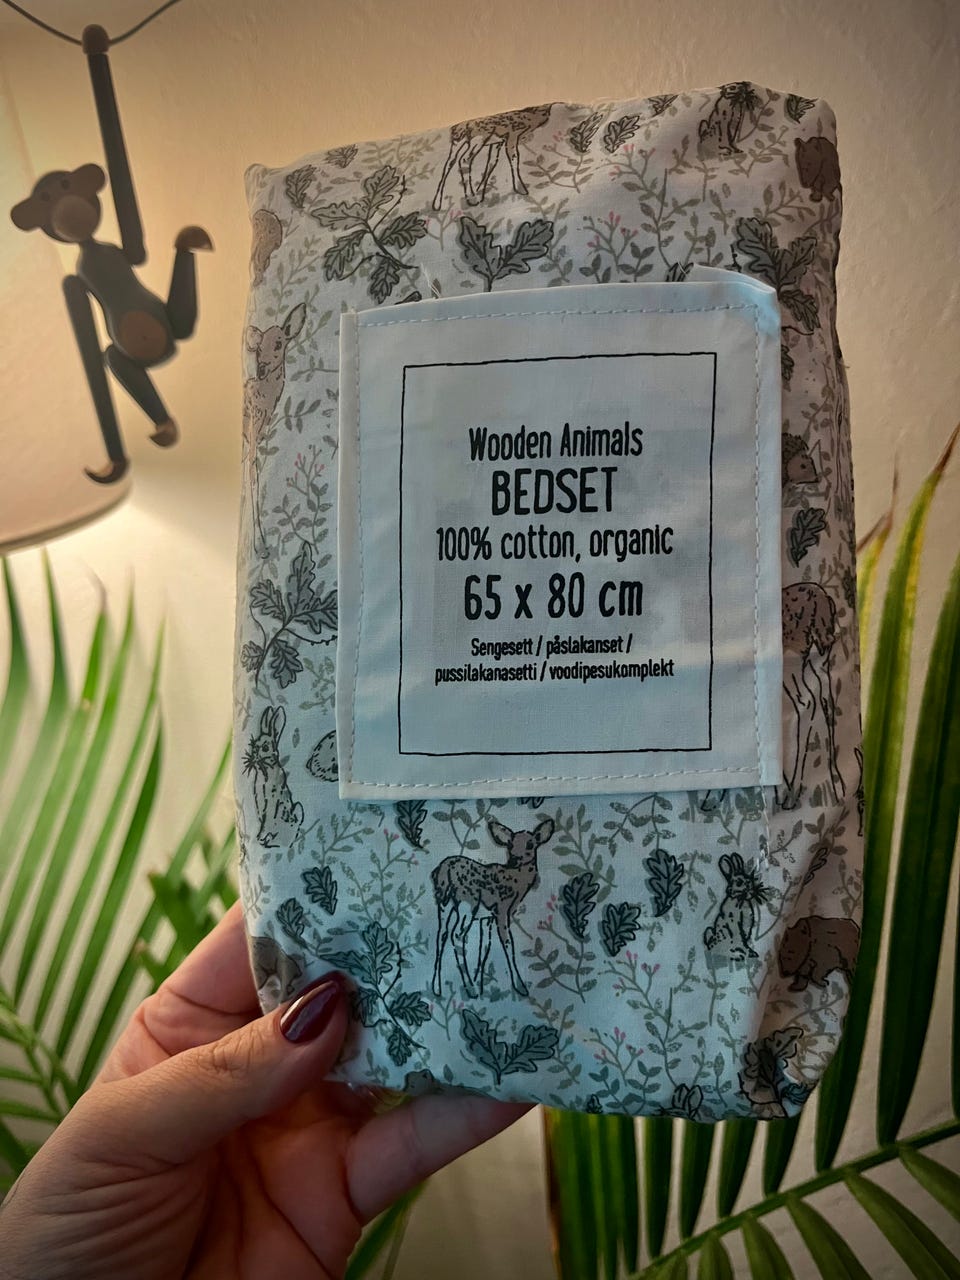 Wooden Animals
BEDSET
100% cotton, organic
65 x 80 cm
Sengesett / påslakanset /
pussilakanasetti / voodipesukomplekt